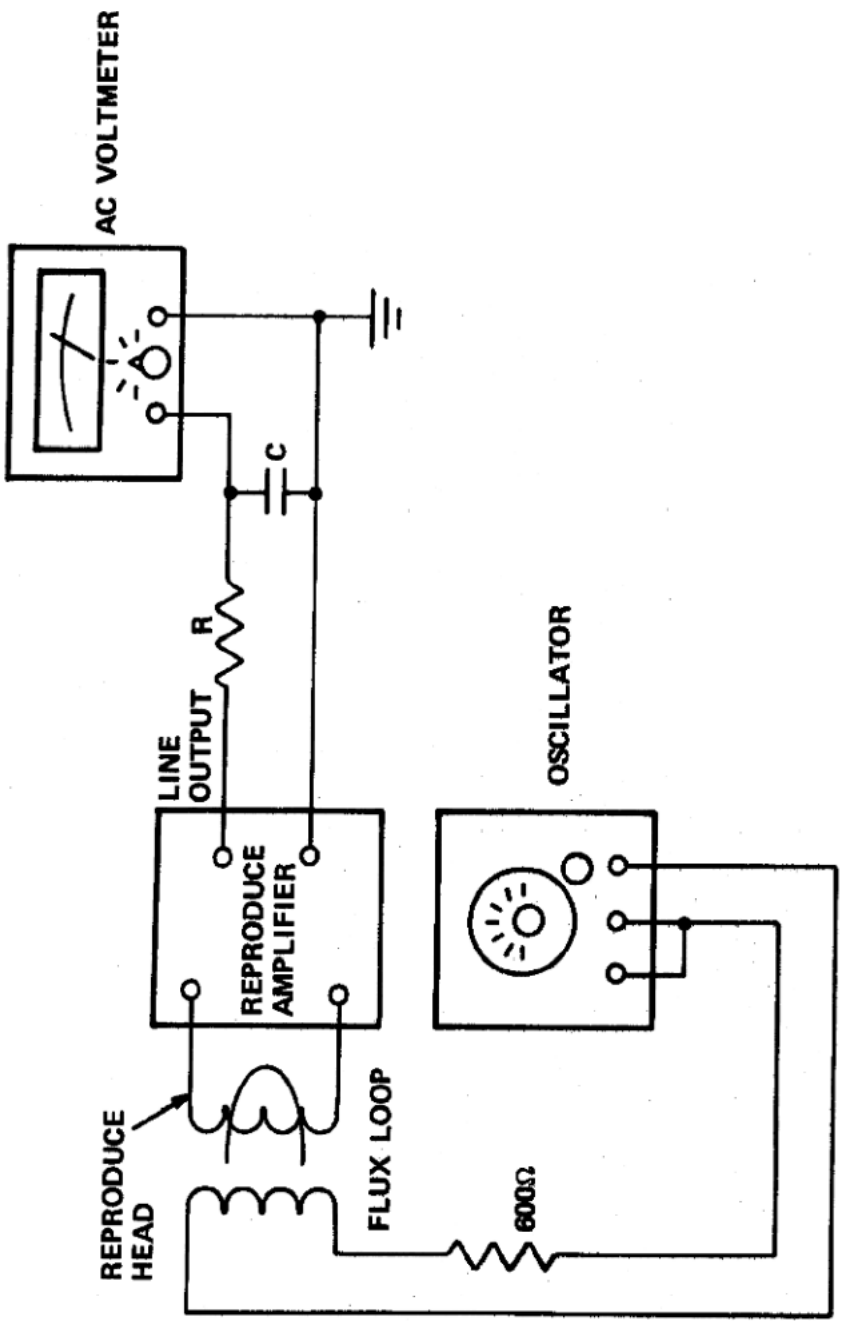 AC VOLTMETER
C
R
LINE
OUTPUT
REPRODUCE
AMPLIFIER
OSCILLATOR
REPRODUCE
HEAD
FLUX LOOP
600Ω